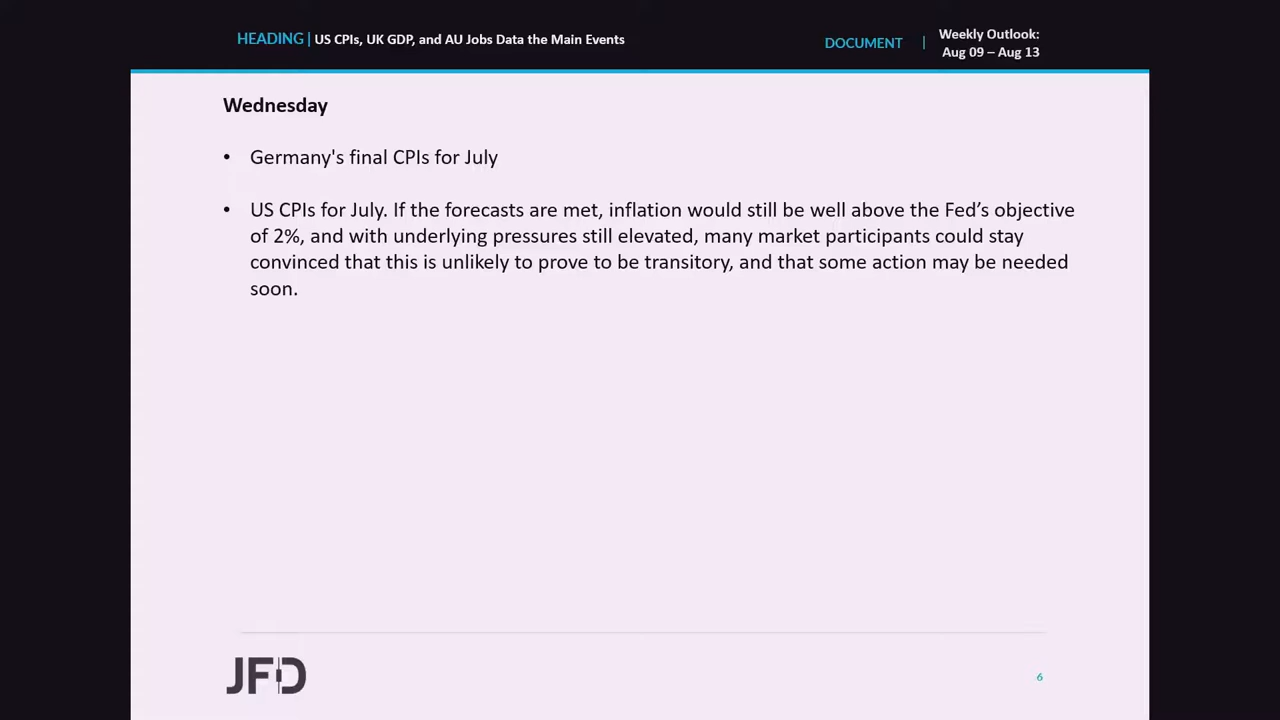 HEADING | US CPIs, UK GDP, and AU Jobs Data the Main Events
DOCUMENT | Weekly Outlook:
Aug 09 – Aug 13
Wednesday
• Germany's final CPIs for July
• US CPIs for July. If the forecasts are met, inflation would still be well above the Fed’s objective
of 2%, and with underlying pressures still elevated, many market participants could stay
convinced that this is unlikely to prove to be transitory, and that some action may be needed
soon.
JFD
6